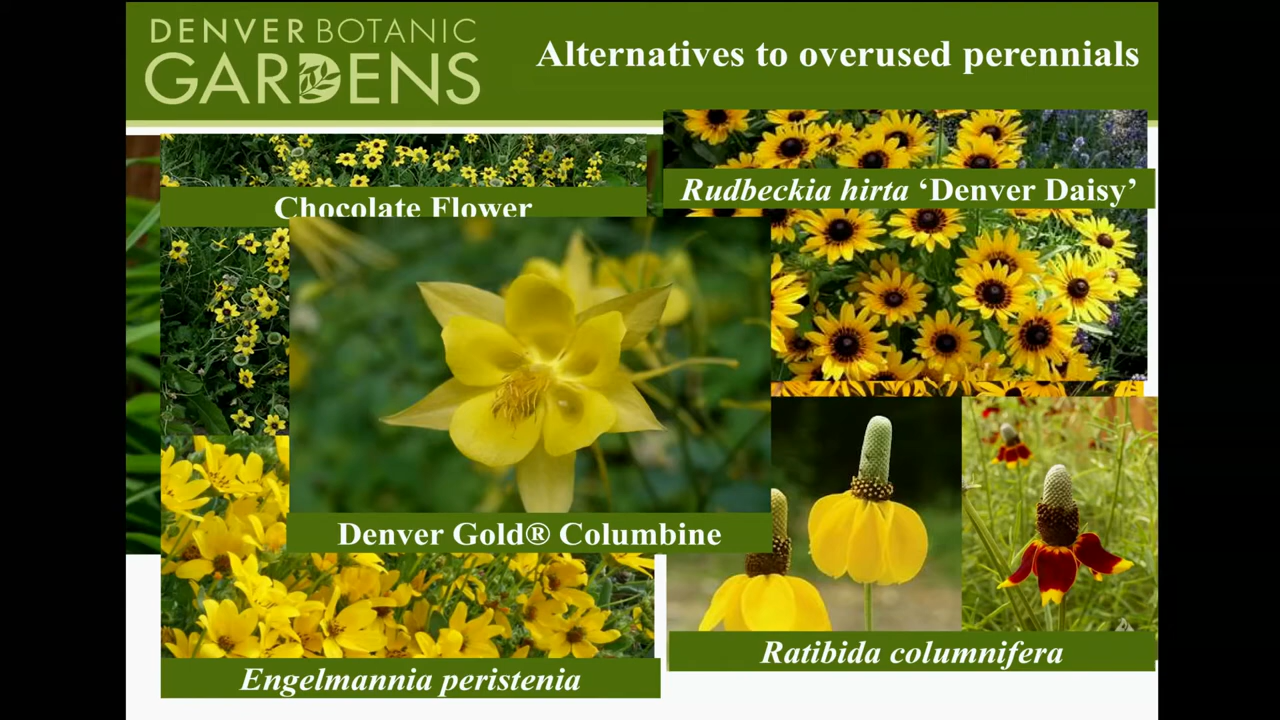 DENVER BOTANIC
GARDENS
Alternatives to overused perennials
Chocolate Flower
Rudbeckia hirta ‘Denver Daisy’
Denver Gold® Columbine
Ratibida columnifera
Engelmannia peristenia